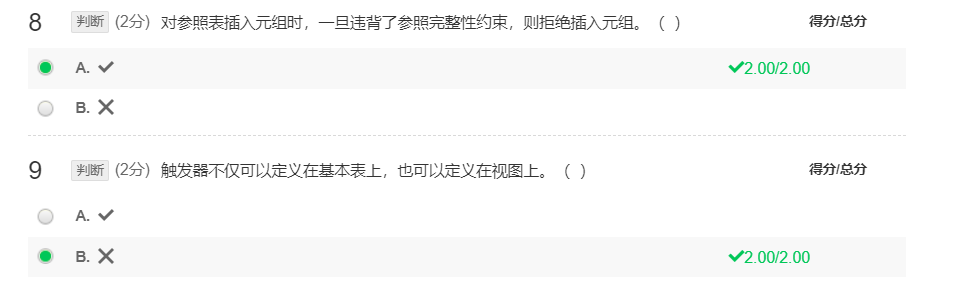 8 判断 (2分) 对参照表插入元组时，一旦违背了参照完整性约束，则拒绝插入元组。（ ） 得分/总分
A. ✓ ✓2.00/2.00
B. ✕
9 判断 (2分) 触发器不仅可以定义在基本表上，也可以定义在视图上。（ ） 得分/总分
A. ✓
B. ✕ ✓2.00/2.00